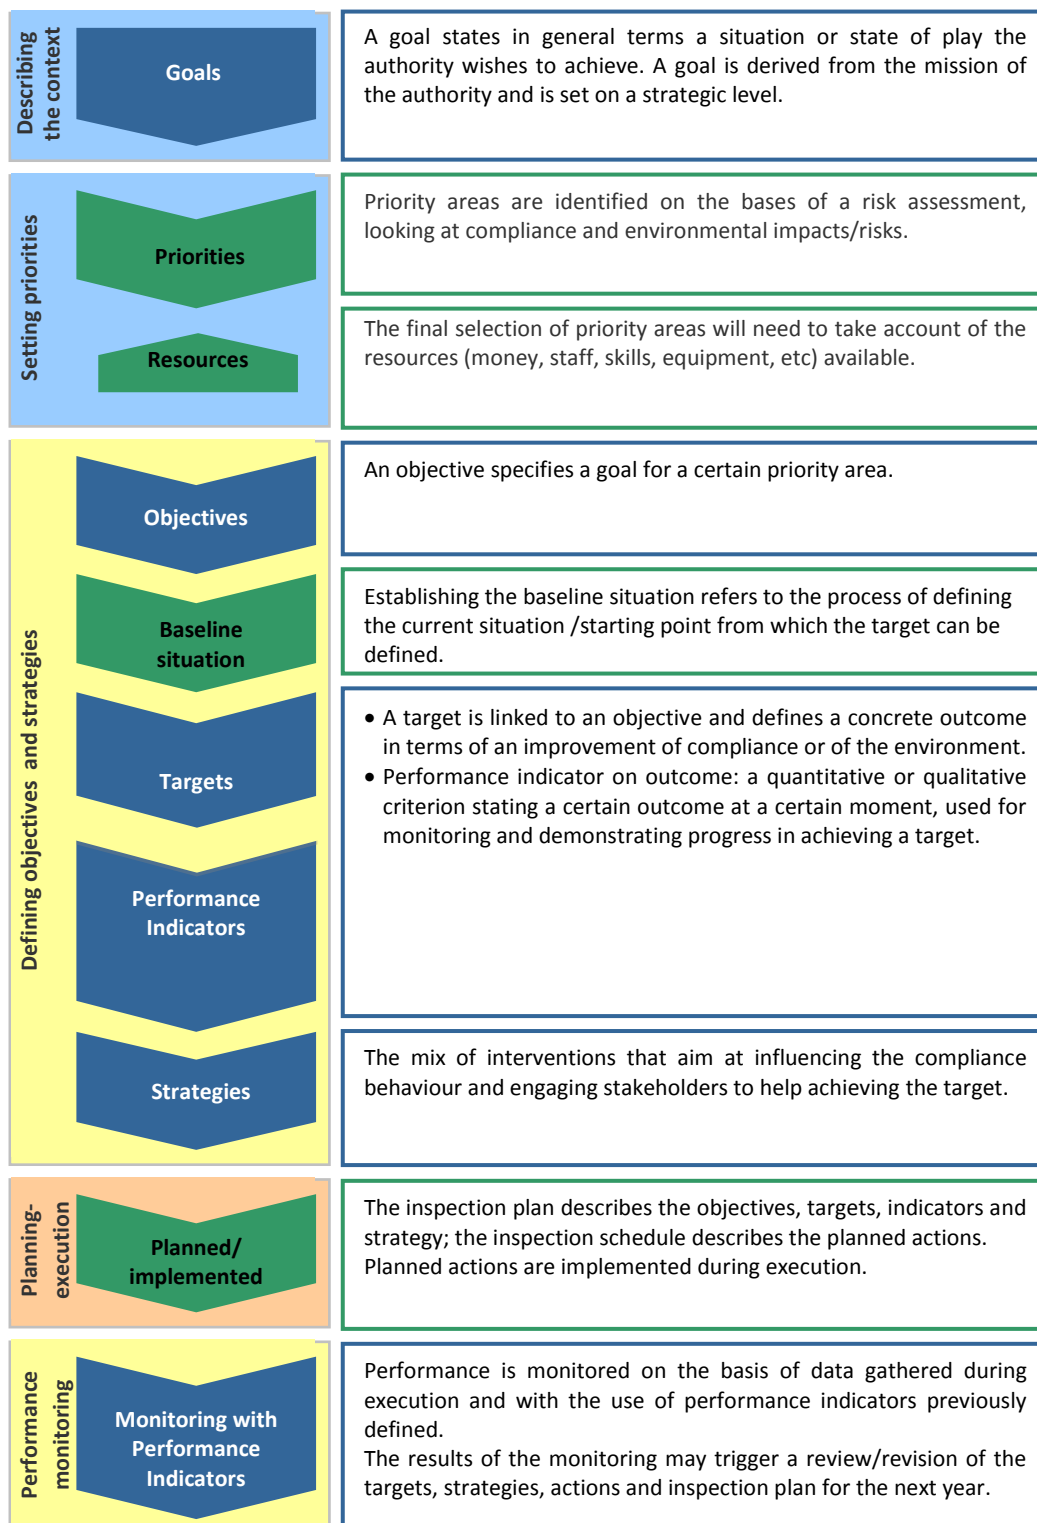 Describing
the context
Goals
A goal states in general terms a situation or state of play the
authority wishes to achieve. A goal is derived from the mission of
the authority and is set on a strategic level.
Setting priorities
Priorities
Priority areas are identified on the bases of a risk assessment,
looking at compliance and environmental impacts/risks.
Resources
The final selection of priority areas will need to take account of the
resources (money, staff, skills, equipment, etc) available.
Defining objectives and strategies
Objectives
An objective specifies a goal for a certain priority area.
Baseline
situation
Establishing the baseline situation refers to the process of defining
the current situation /starting point from which the target can be
defined.
Targets
• A target is linked to an objective and defines a concrete outcome
in terms of an improvement of compliance or of the environment.
• Performance indicator on outcome: a quantitative or qualitative
criterion stating a certain outcome at a certain moment, used for
monitoring and demonstrating progress in achieving a target.
Performance
Indicators
Strategies
The mix of interventions that aim at influencing the compliance
behaviour and engaging stakeholders to help achieving the target.
Planning-
execution
Planned/
implemented
The inspection plan describes the objectives, targets, indicators and
strategy; the inspection schedule describes the planned actions.
Planned actions are implemented during execution.
Performance
monitoring
Monitoring with
Performance
Indicators
Performance is monitored on the basis of data gathered during
execution and with the use of performance indicators previously
defined.
The results of the monitoring may trigger a review/revision of the
targets, strategies, actions and inspection plan for the next year.